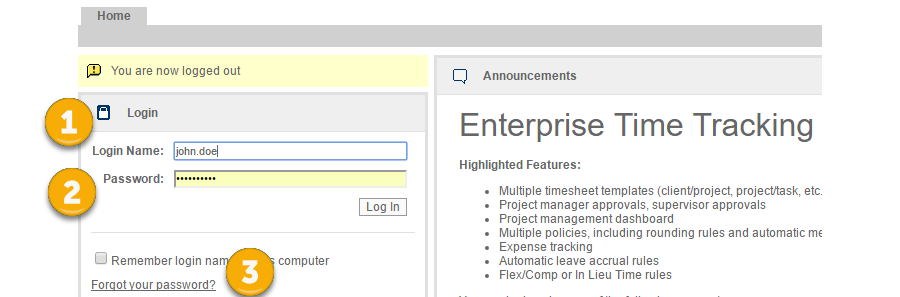 Home
You are now logged out
1
Login
Login Name: john.doe
2
Password: ••••••••••
Log In
Remember login computer
3
Forgot your password?
Announcements
Enterprise Time Tracking
Highlighted Features:
• Multiple timesheet templates (client/project, project/task, etc.
• Project manager approvals, supervisor approvals
• Project management dashboard
• Multiple policies, including rounding rules and automatic me
• Expense tracking
• Automatic leave accrual rules
• Flex/Comp or In Lieu Time rules